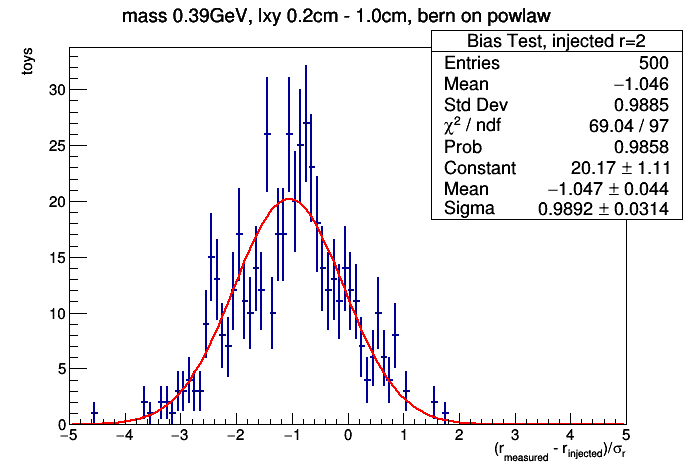 mass 0.39GeV, lxy 0.2cm - 1.0cm, bern on powlaw
Bias Test, injected r=2
Entries 500
Mean −1.046
Std Dev 0.9885
χ² / ndf 69.04 / 97
Prob 0.9858
Constant 20.17 ± 1.11
Mean −1.047 ± 0.044
Sigma 0.9892 ± 0.0314
toys
30
25
20
15
10
5
0
−5 −4 −3 −2 −1 0 1 2 3 4 5
(r_measured - r_injected)/σ_r